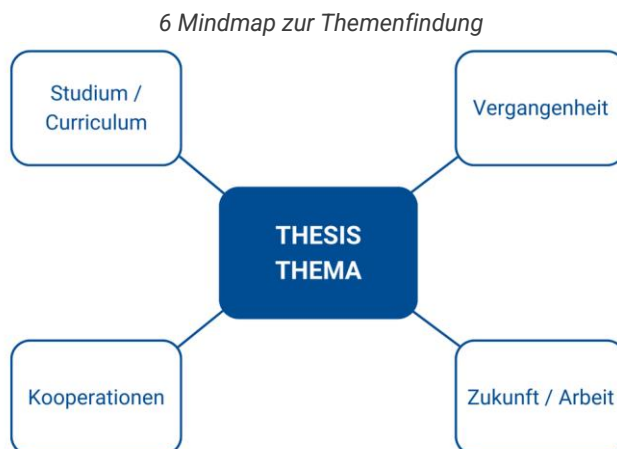 6 Mindmap zur Themenfindung
Studium /
Curriculum
Vergangenheit
THESIS
THEMA
Kooperationen
Zukunft / Arbeit